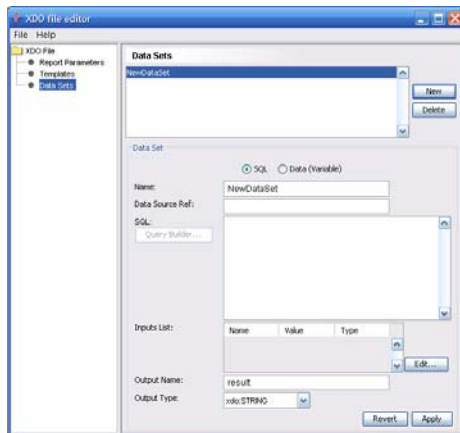 XDO file editor
File Help
XDO File
Report Parameters
Templates
Data Sets
Data Sets
NewDataSet
New
Delete
Data Set
SQL Data (Variable)
Name: NewDataSet
Data Source Ref:
SQL:
Query Builder...
Inputs List: Name Value Type
Edit...
Output Name: result
Output Type: xdo:STRING
Revert Apply